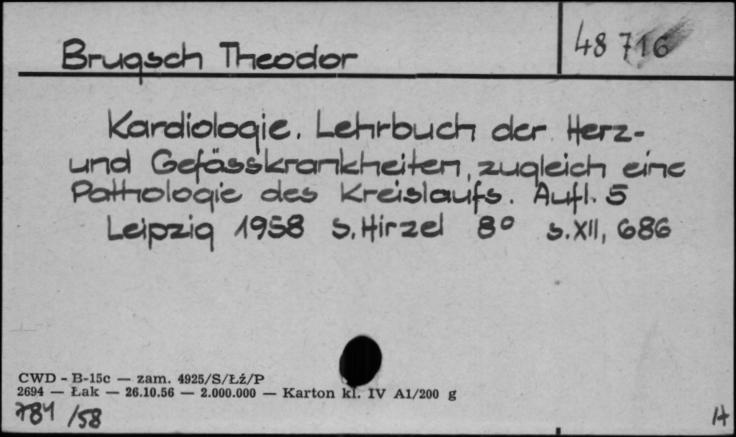 Brugsch Theodor
48 716
Kardiologie. Lehrbuch der Herz-
und Gefässkrankheiten, zugleich eine
Pathologie des Kreislaufs. Aufl. 5
Leipzig 1958 S. Hirzel 8° s. XII, 686
CWD - B-15c — zam. 4925/S/Łź/P
2694 — Łak — 26.10.56 — 2.000.000 — Karton kl. IV A1/200 g
781/58
H